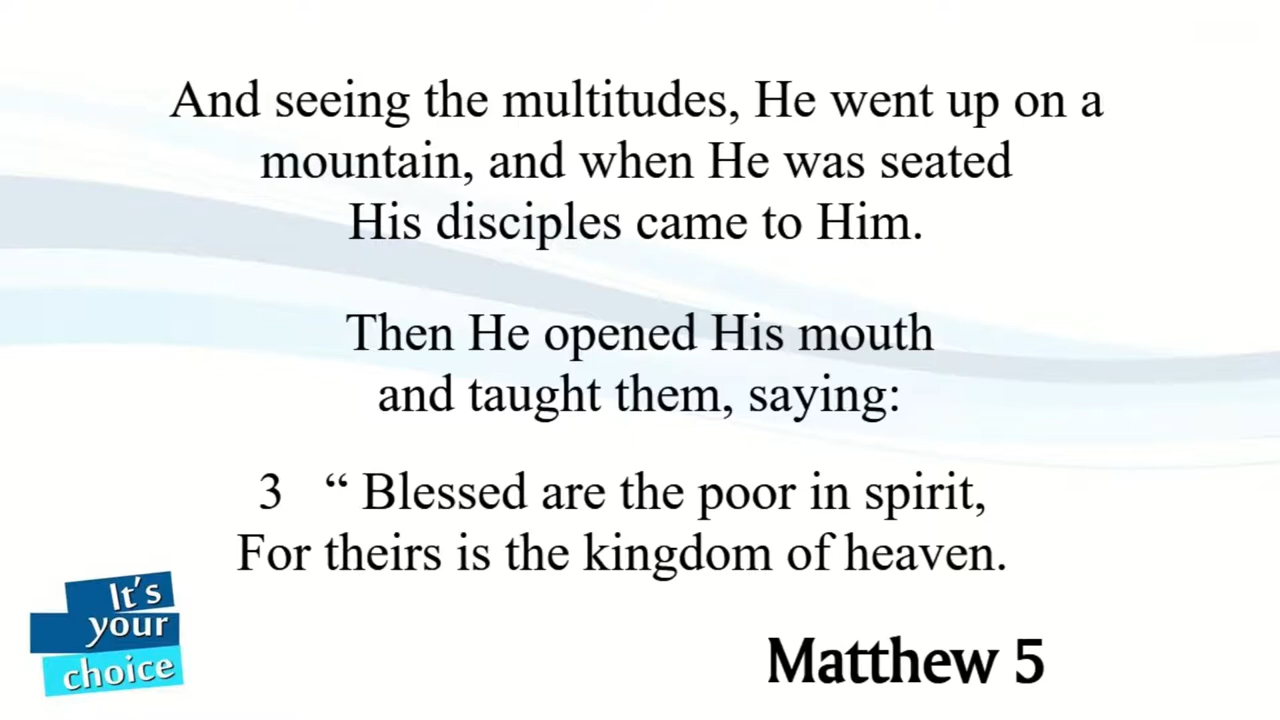 And seeing the multitudes, He went up on a
mountain, and when He was seated
His disciples came to Him.
Then He opened His mouth
and taught them, saying:
3 “ Blessed are the poor in spirit,
For theirs is the kingdom of heaven.
It's
your
choice
Matthew 5